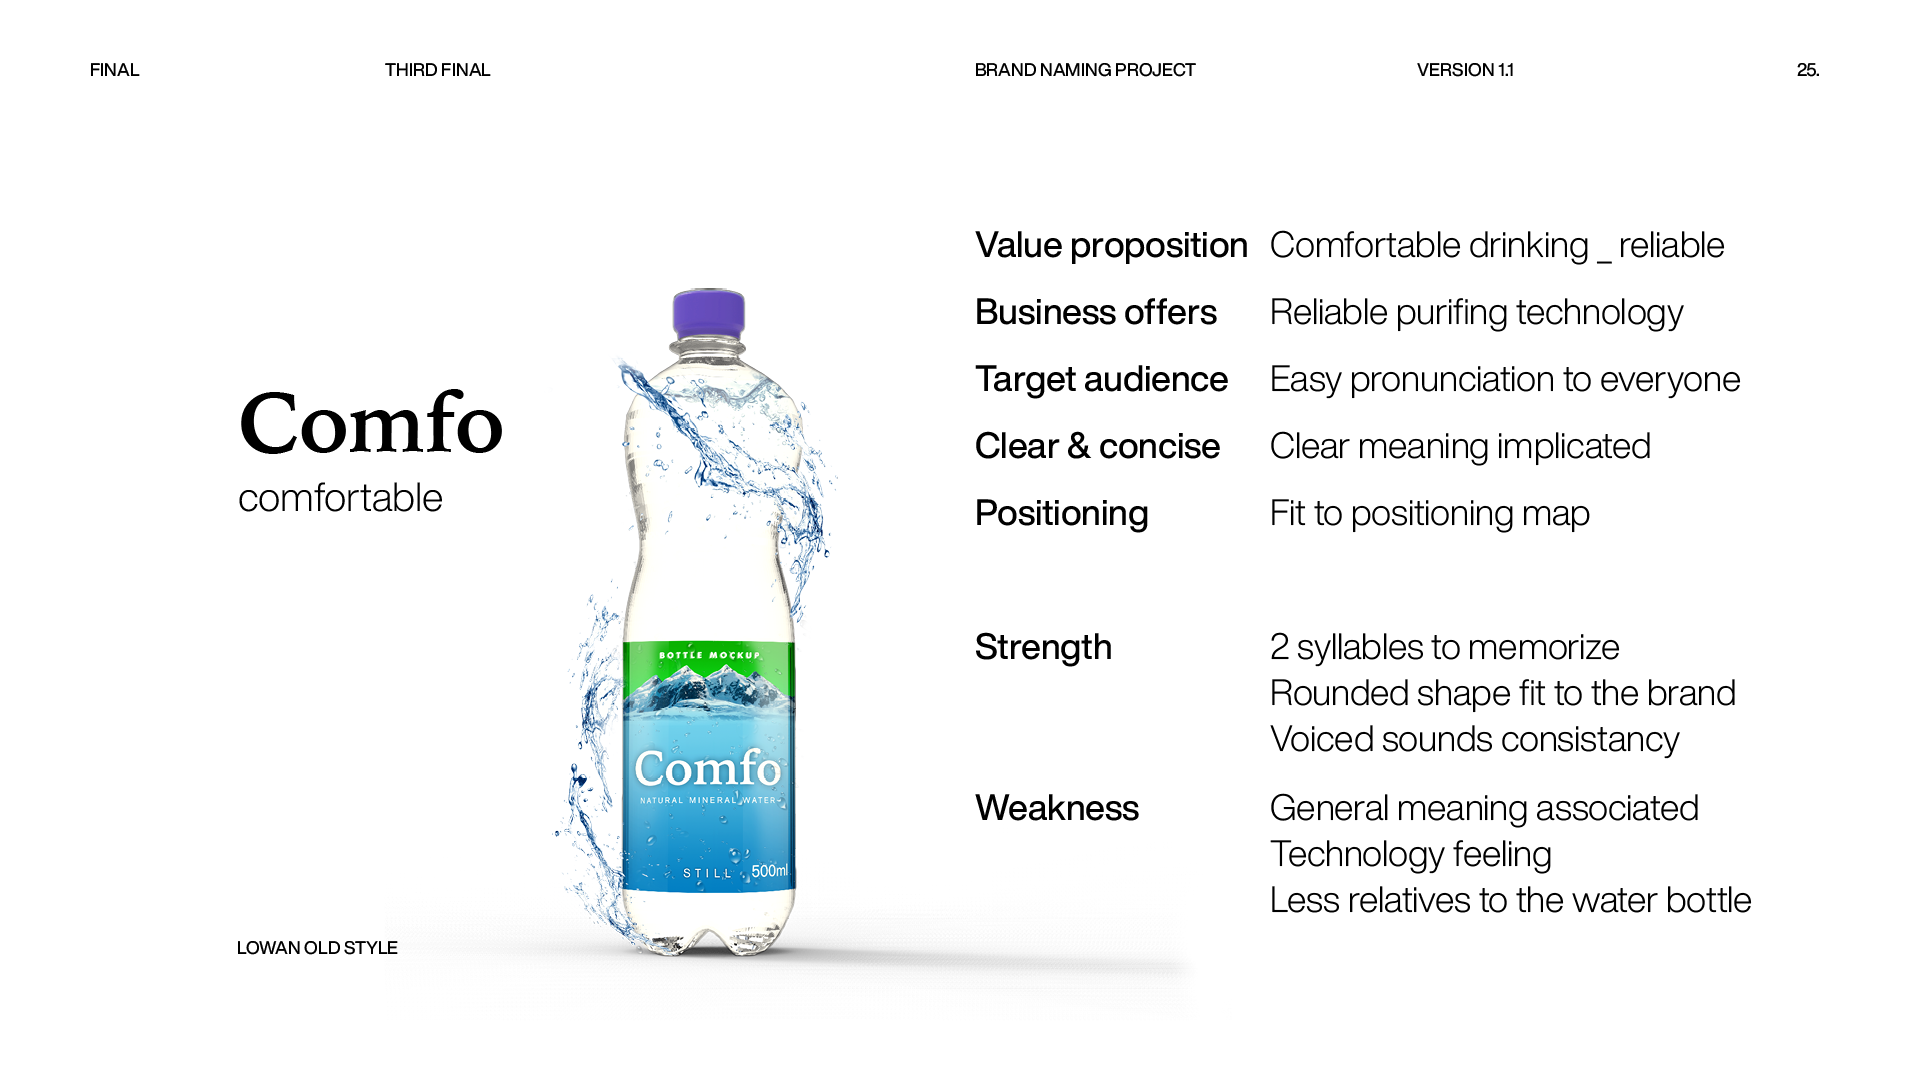 FINAL
THIRD FINAL
BRAND NAMING PROJECT
VERSION 1.1
25.
Comfo
comfortable
LOWAN OLD STYLE
BOTTLE MOCKUP
Comfo
NATURAL MINERAL WATER
STILL 500ml
Value proposition Comfortable drinking _ reliable
Business offers Reliable purifing technology
Target audience Easy pronunciation to everyone
Clear & concise Clear meaning implicated
Positioning Fit to positioning map
Strength 2 syllables to memorize
Rounded shape fit to the brand
Voiced sounds consistancy
Weakness General meaning associated
Technology feeling
Less relatives to the water bottle